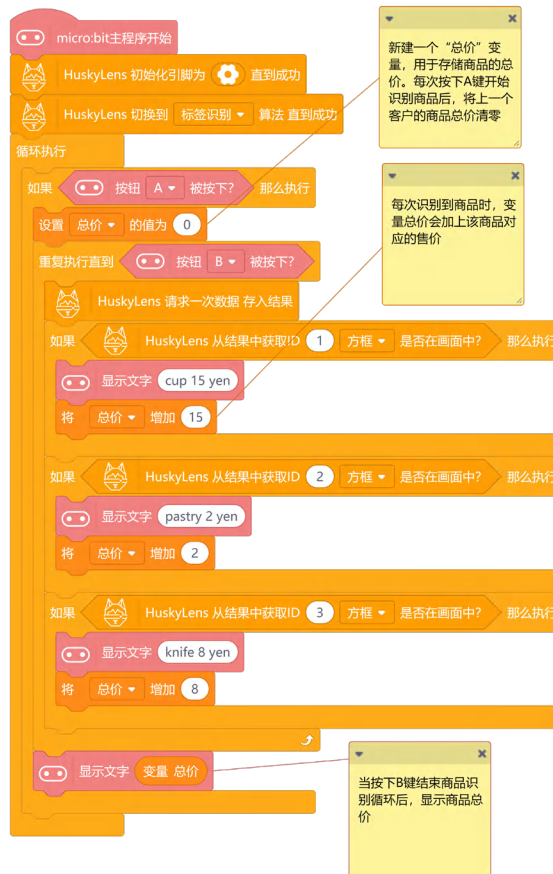 micro:bit主程序开始
HuskyLens 初始化引脚为 直到成功
HuskyLens 切换到 标签识别 算法 直到成功
循环执行
如果 按钮 A 被按下? 那么执行
设置 总价 的值为 0
重复执行直到 按钮 B 被按下?
HuskyLens 请求一次数据 存入结果
如果 HuskyLens 从结果中获取ID 1 方框 是否在画面中? 那么执行
显示文字 cup 15 yen
将 总价 增加 15
如果 HuskyLens 从结果中获取ID 2 方框 是否在画面中? 那么执行
显示文字 pastry 2 yen
将 总价 增加 2
如果 HuskyLens 从结果中获取ID 3 方框 是否在画面中? 那么执行
显示文字 knife 8 yen
将 总价 增加 8
显示文字 变量 总价
新建一个“总价”变
量，用于存储商品的总
价。每次按下A键开始
识别商品后，将上一个
客户的商品总价清零
每次识别到商品时，变
量总价会加上该商品对
应的售价
当按下B键结束商品识
别循环后，显示商品总
价